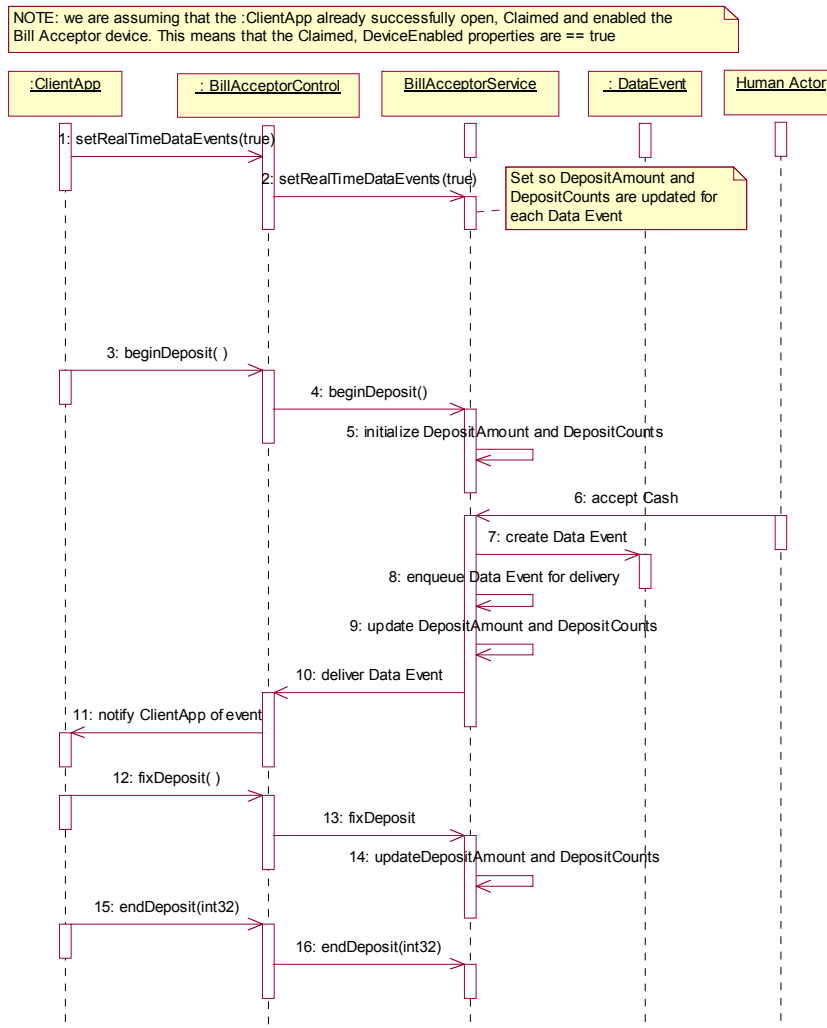 NOTE: we are assuming that the :ClientApp already successfully open, Claimed and enabled the
Bill Acceptor device. This means that the Claimed, DeviceEnabled properties are == true
:ClientApp
: BillAcceptorControl
BillAcceptorService
: DataEvent
Human Actor
1: setRealTimeDataEvents(true)
2: setRealTimeDataEvents(true)
Set so DepositAmount and
DepositCounts are updated for
each Data Event
3: beginDeposit( )
4: beginDeposit()
5: initialize DepositAmount and DepositCounts
6: accept Cash
7: create Data Event
8: enqueue Data Event for delivery
9: update DepositAmount and DepositCounts
10: deliver Data Event
11: notify ClientApp of event
12: fixDeposit( )
13: fixDeposit
14: updateDepositAmount and DepositCounts
15: endDeposit(int32)
16: endDeposit(int32)